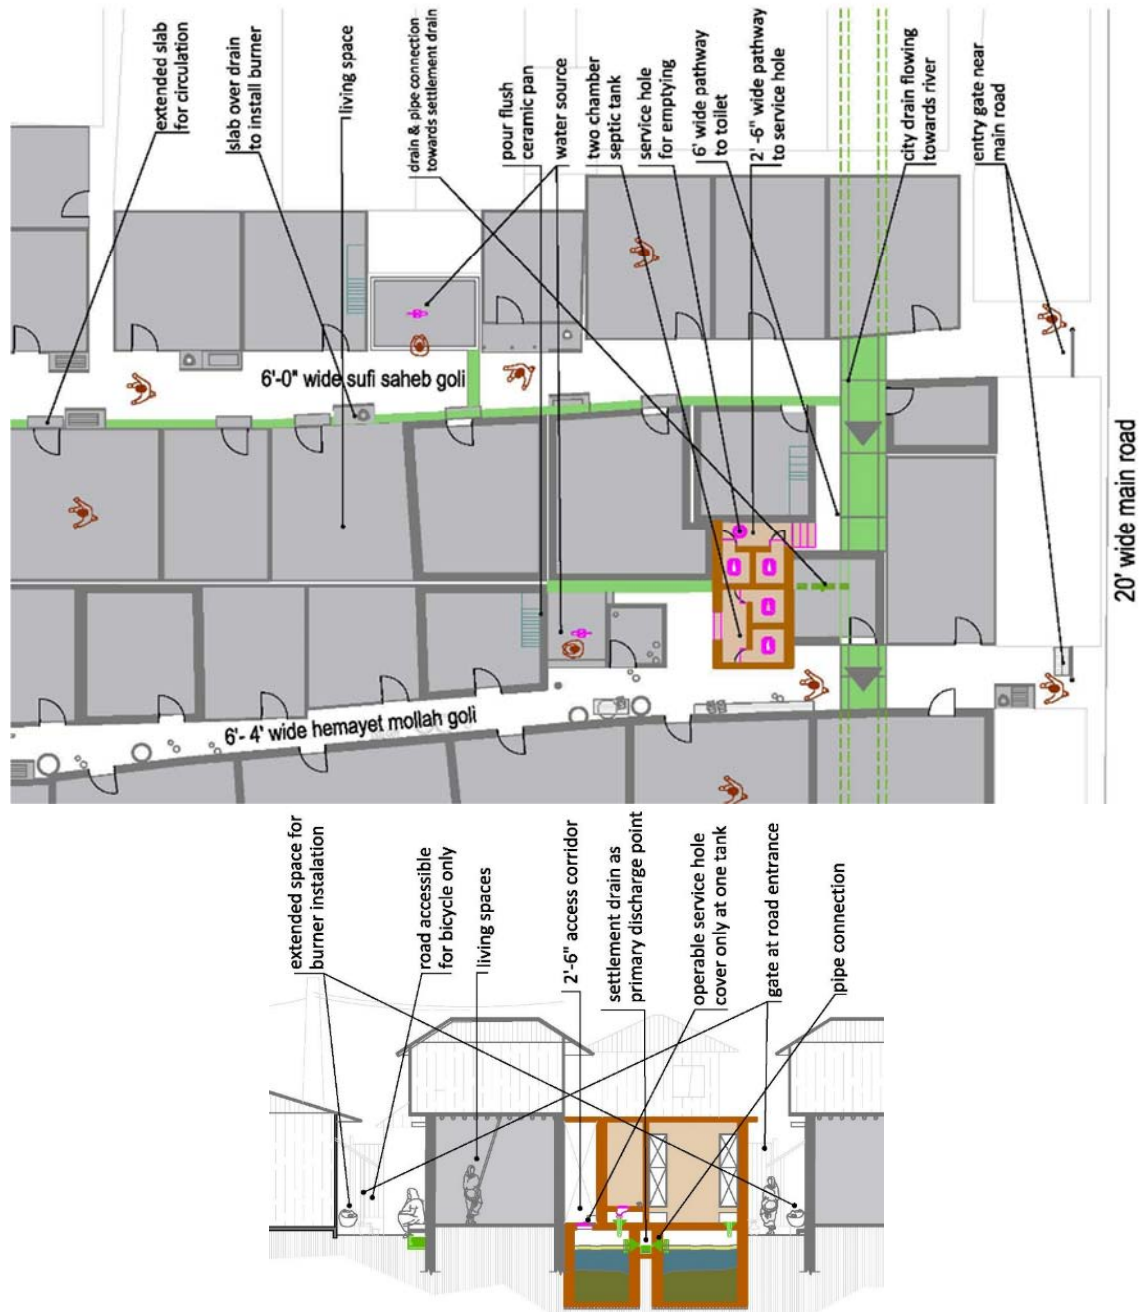 extended slab
for circulation
slab over drain
to install burner
living space
drain & pipe connection
towards settlement drain
pour flush
ceramic pan
water source
two chamber
septic tank
service hole
for emptying
6' wide pathway
to toilet
2' -6" wide pathway
to service hole
city drain flowing
towards river
entry gate near
main road
6'-0" wide sufi saheb goli
6'- 4' wide hemayet mollah goli
20' wide main road
extended space for
burner instalation
road accessible
for bicycle only
living spaces
2'-6" access corridor
settlement drain as
primary discharge point
operable service hole
cover only at one tank
gate at road entrance
pipe connection